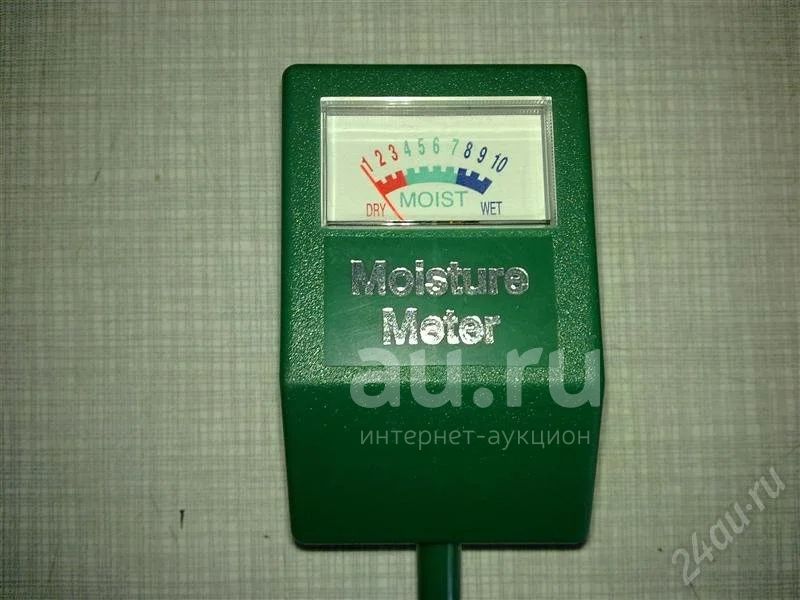 1 2 3 4 5 6 7 8 9 10
DRY MOIST WET
Moisture
Meter
au.ru
интернет-аукцион
24au.ru